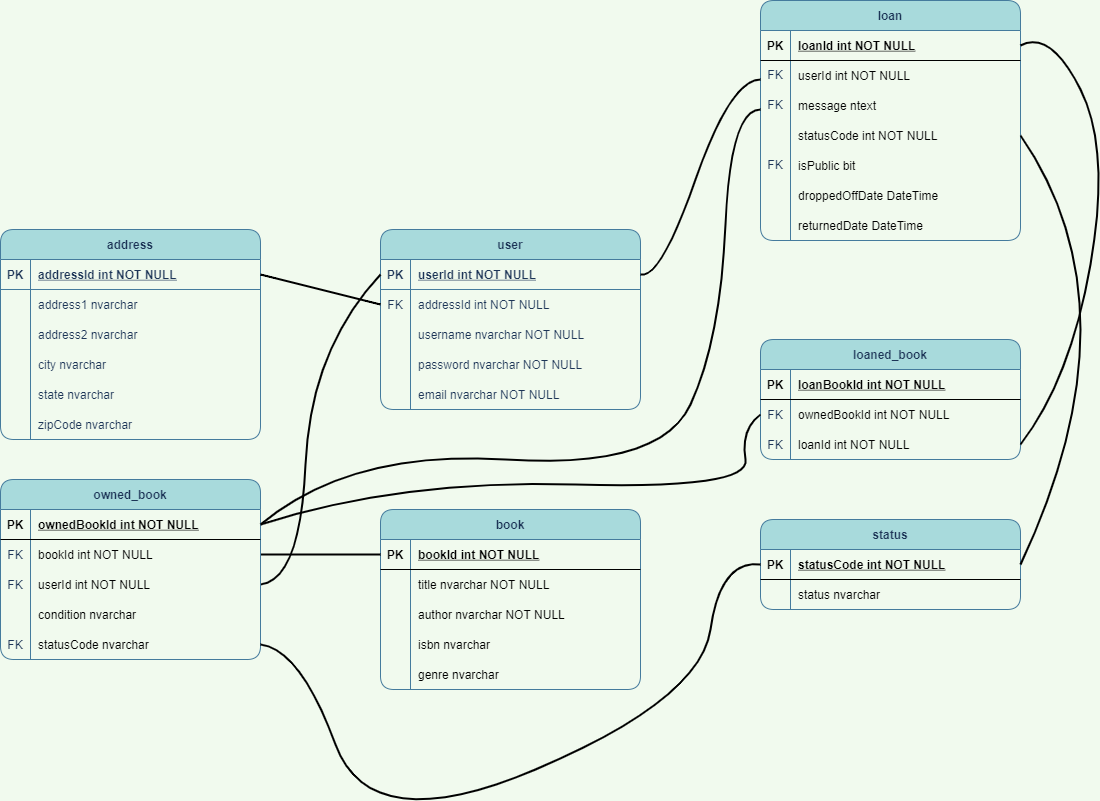 loan
PK loanId int NOT NULL
FK userId int NOT NULL
FK message ntext
statusCode int NOT NULL
FK isPublic bit
droppedOffDate DateTime
returnedDate DateTime
address
PK addressId int NOT NULL
address1 nvarchar
address2 nvarchar
city nvarchar
state nvarchar
zipCode nvarchar
user
PK userId int NOT NULL
FK addressId int NOT NULL
username nvarchar NOT NULL
password nvarchar NOT NULL
email nvarchar NOT NULL
loaned_book
PK loanBookId int NOT NULL
FK ownedBookId int NOT NULL
FK loanId int NOT NULL
owned_book
PK ownedBookId int NOT NULL
FK bookId int NOT NULL
FK userId int NOT NULL
condition nvarchar
FK statusCode nvarchar
book
PK bookId int NOT NULL
title nvarchar NOT NULL
author nvarchar NOT NULL
isbn nvarchar
genre nvarchar
status
PK statusCode int NOT NULL
status nvarchar